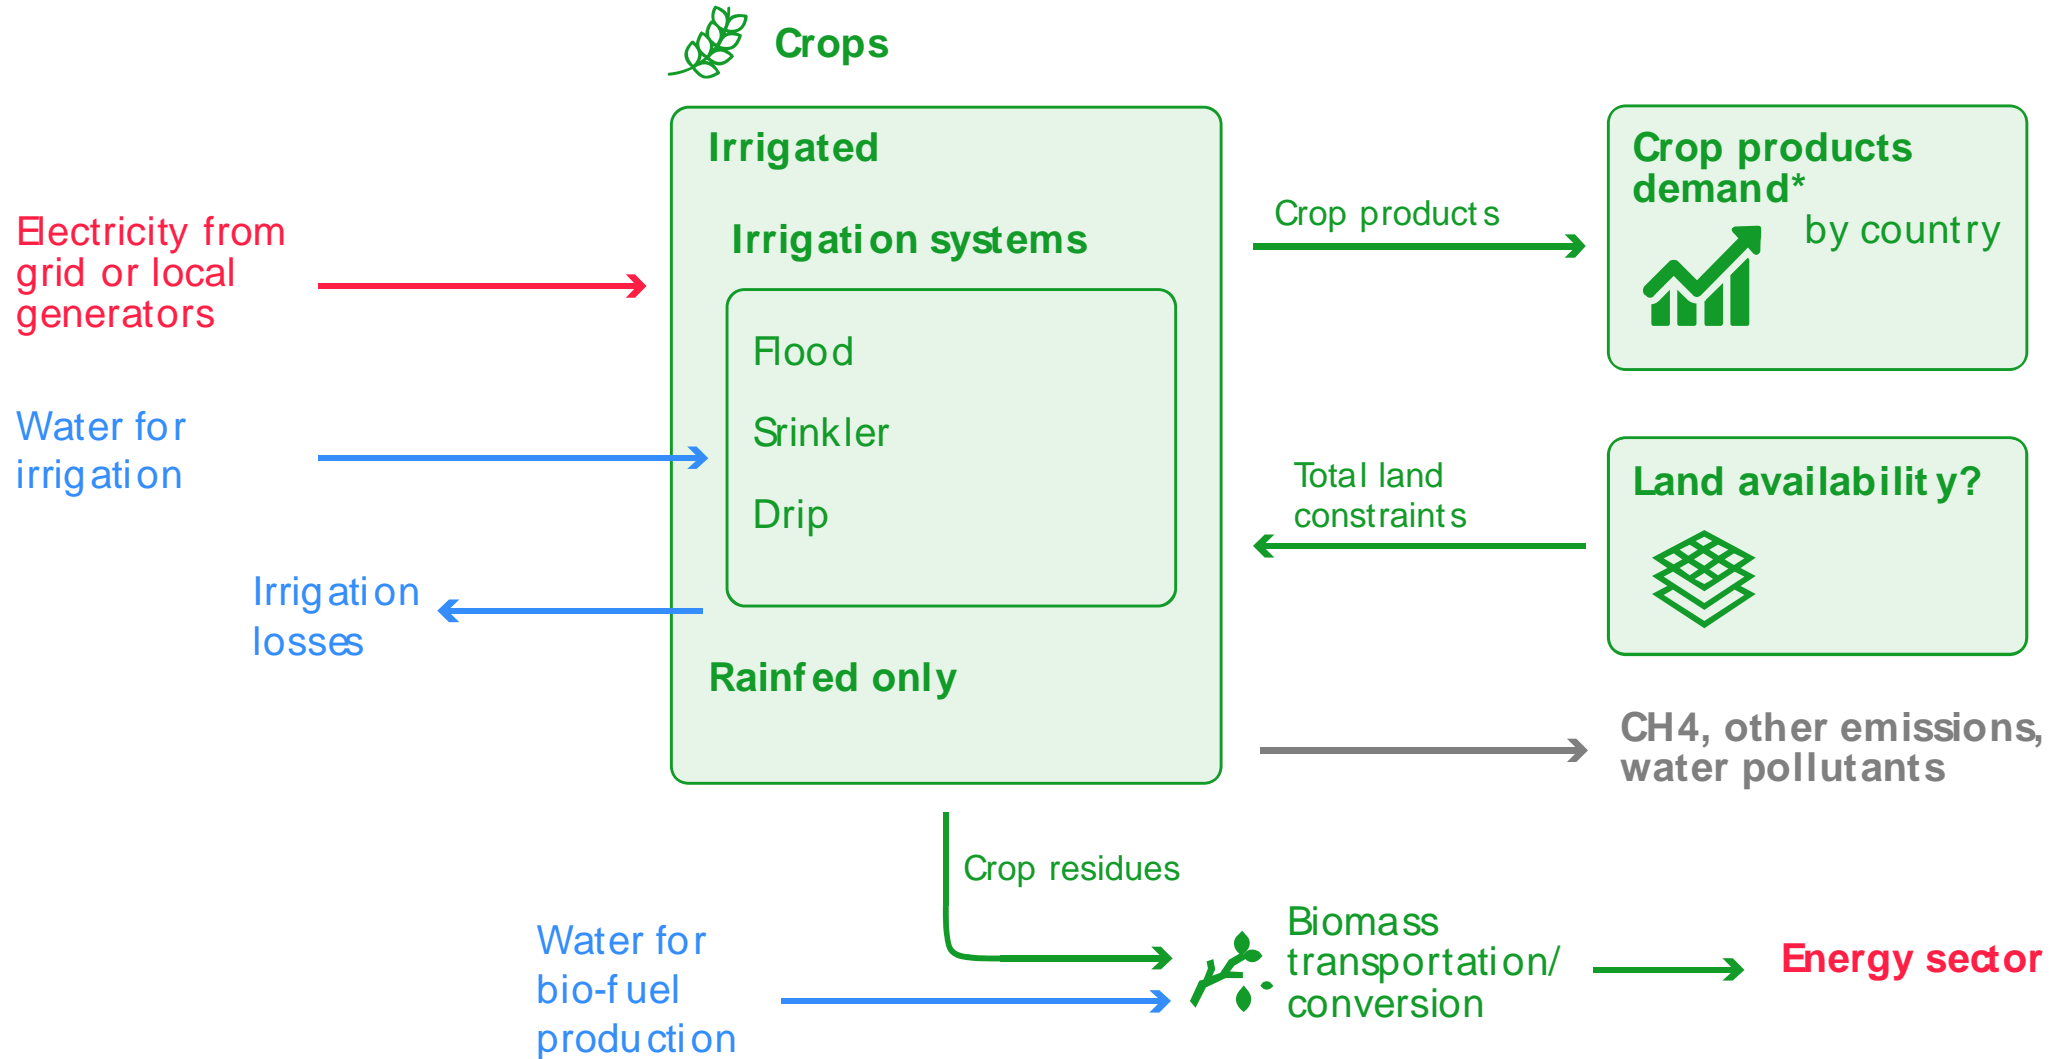 Crops
Irrigated
Irrigation systems
Flood
Srinkler
Drip
Rainfed only
Electricity from
grid or local
generators
Water for
irrigation
Irrigation
losses
Crop products
Crop products
demand*
by country
Total land
constraints
Land availability?
CH4, other emissions,
water pollutants
Crop residues
Water for
bio-fuel
production
Biomass
transportation/
conversion
Energy sector